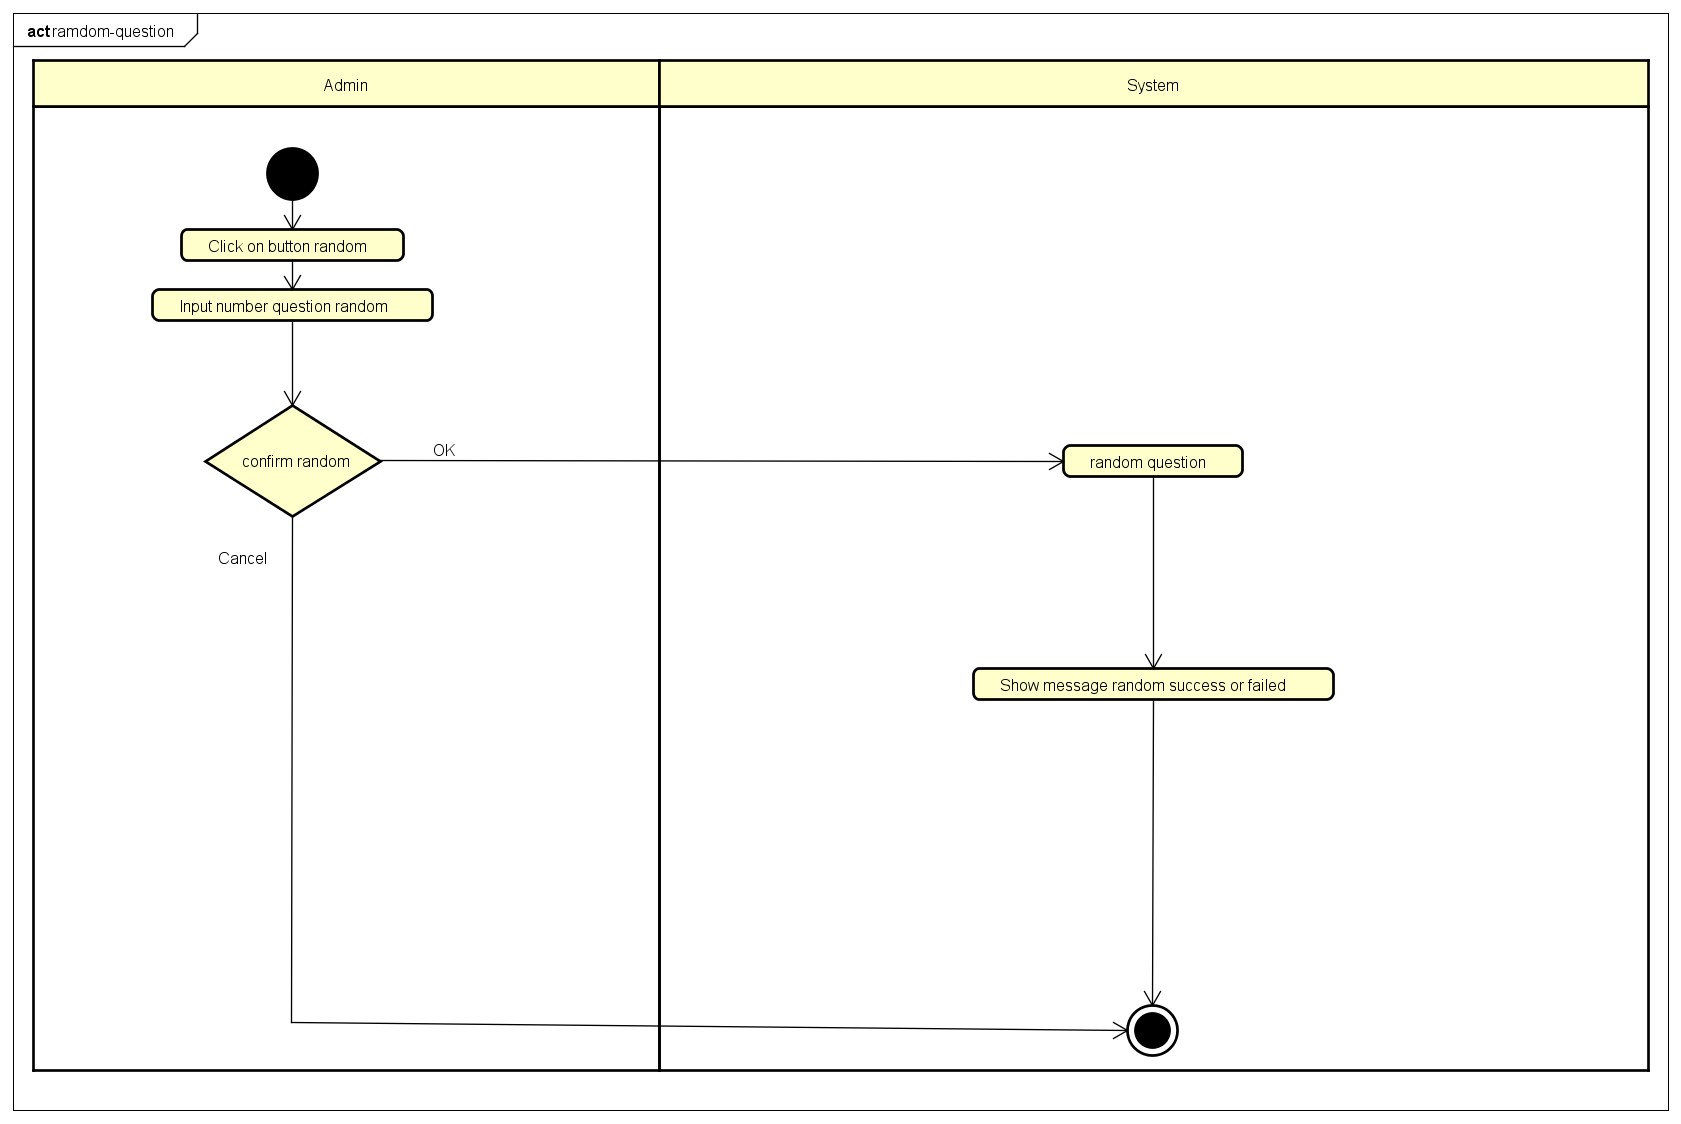 act ramdom-question
Admin
System
Click on button random
Input number question random
confirm random
OK
random question
Cancel
Show message random success or failed